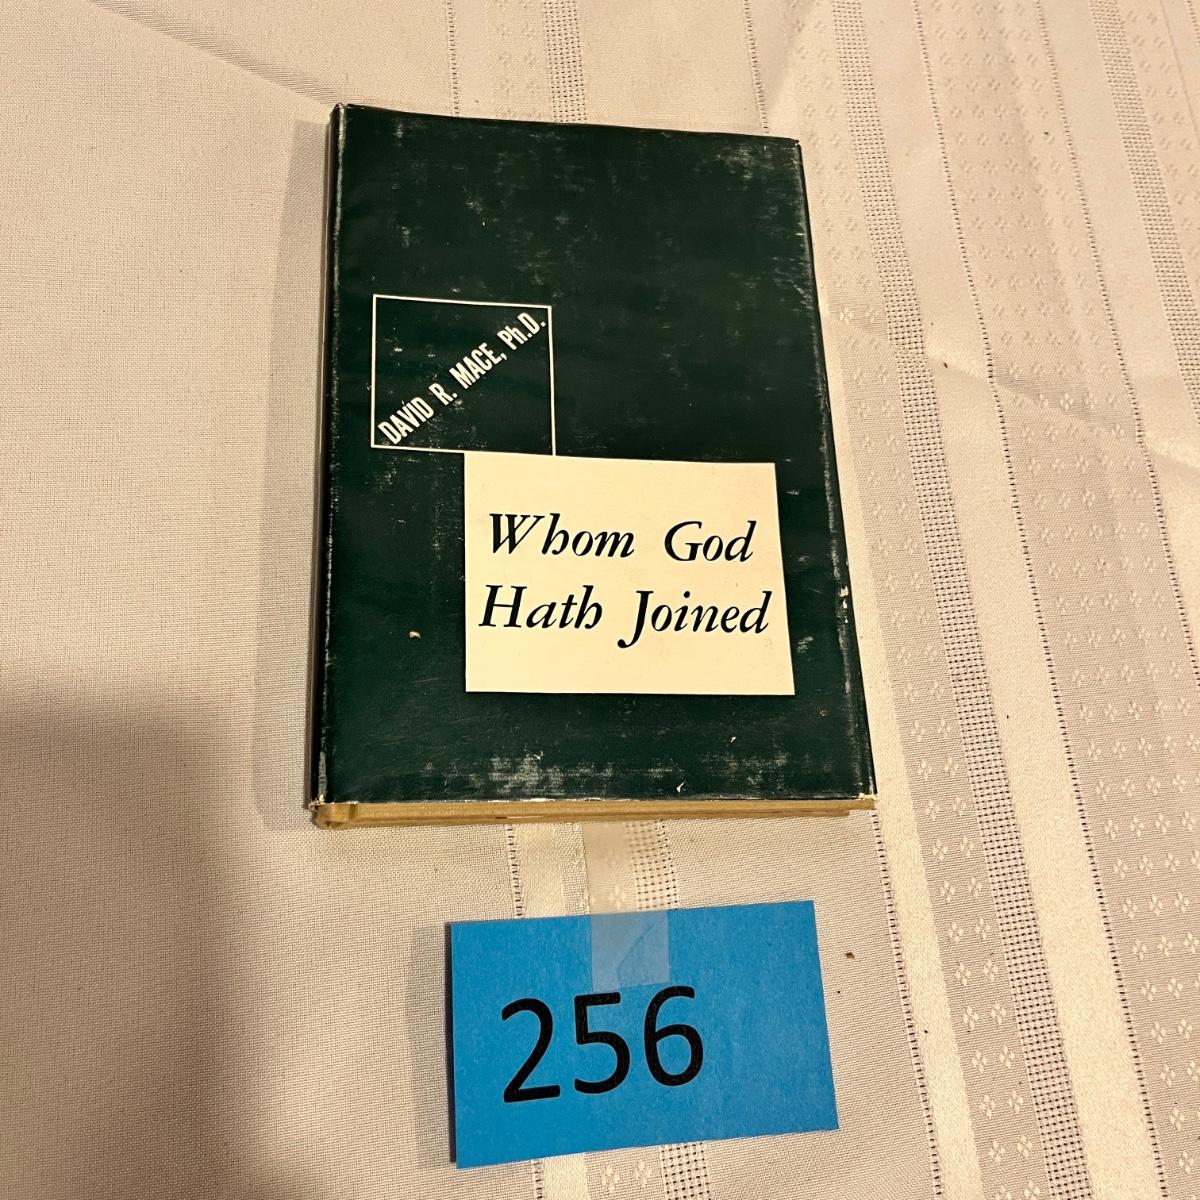 DAVID R. MACE, Ph.D.
Whom God
Hath Joined
256